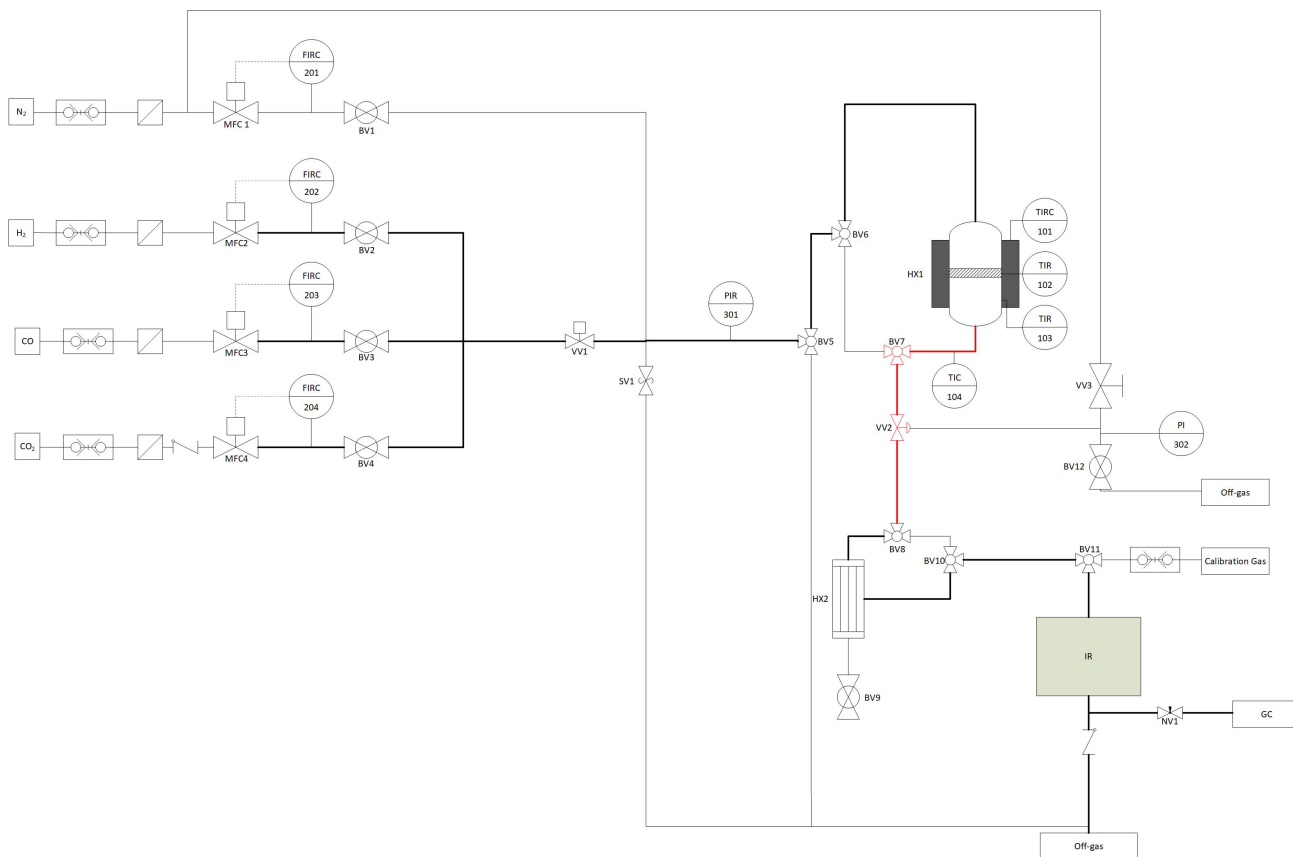 FIRC
201
N₂
MFC 1
BV1
FIRC
202
H₂
MFC2
BV2
BV6
TIRC
101
HX1
TIR
102
FIRC
203
PIR
301
TIR
103
CO
MFC3
BV3
VV1
BV5
BV7
SV1
TIC
104
VV3
FIRC
204
CO₂
MFC4
BV4
VV2
PI
302
BV12
Off-gas
BV8
BV10
BV11
Calibration Gas
HX2
IR
BV9
NV1
GC
Off-gas